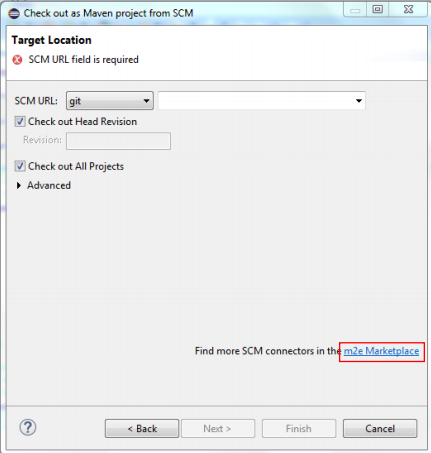 Check out as Maven project from SCM
Target Location
SCM URL field is required
SCM URL: git
Check out Head Revision
Revision:
Check out All Projects
Advanced
Find more SCM connectors in the m2e Marketplace
? < Back Next > Finish Cancel